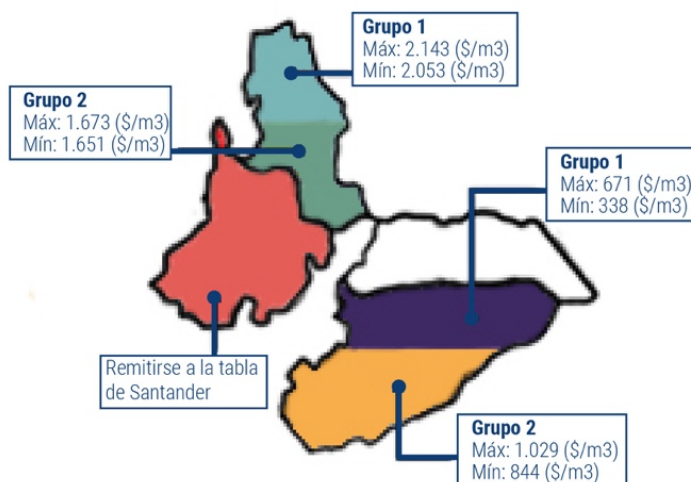 Grupo 1
Máx: 2.143 ($/m3)
Mín: 2.053 ($/m3)
Grupo 2
Máx: 1.673 ($/m3)
Mín: 1.651 ($/m3)
Grupo 1
Máx: 671 ($/m3)
Mín: 338 ($/m3)
Remitirse a la tabla
de Santander
Grupo 2
Máx: 1.029 ($/m3)
Mín: 844 ($/m3)